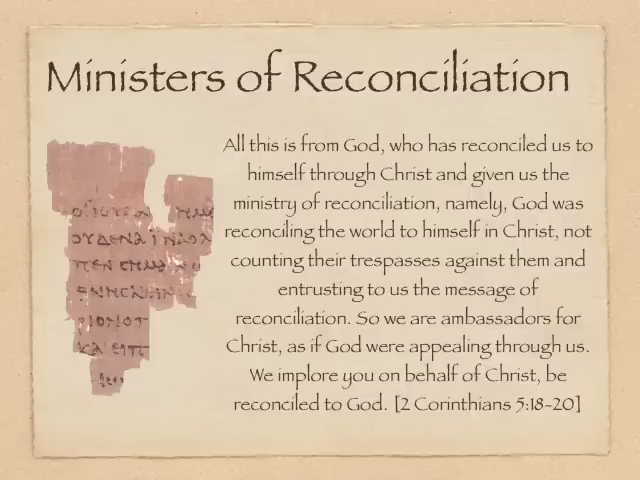 Ministers of Reconciliation
All this is from God, who has reconciled us to
himself through Christ and given us the
ministry of reconciliation, namely, God was
reconciling the world to himself in Christ, not
counting their trespasses against them and
entrusting to us the message of
reconciliation. So we are ambassadors for
Christ, as if God were appealing through us.
We implore you on behalf of Christ, be
reconciled to God. [2 Corinthians 5:18-20]
ΟΥΔΕΝΑ
ΚΑΙ ΕΙΠ